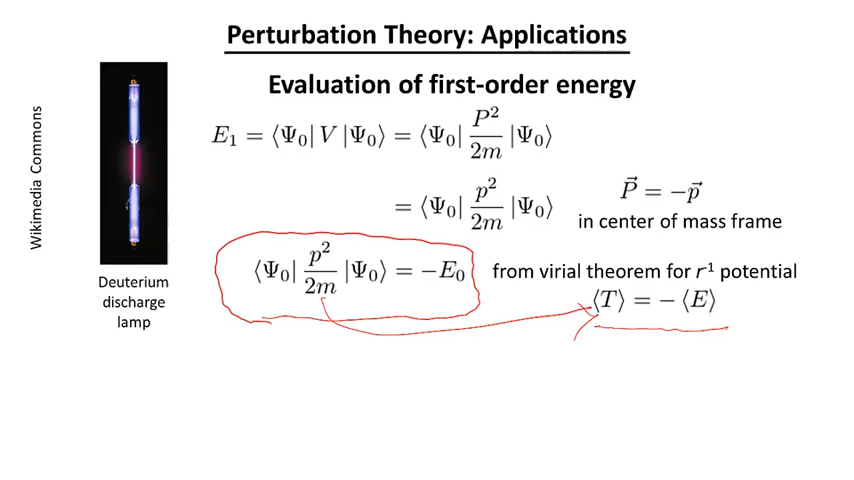 Perturbation Theory: Applications
Evaluation of first-order energy
Wikimedia Commons
Deuterium
discharge
lamp
E₁ = ⟨Ψ₀| V |Ψ₀⟩ = ⟨Ψ₀| P²/2m |Ψ₀⟩
= ⟨Ψ₀| p²/2m |Ψ₀⟩
P⃗ = −p⃗
in center of mass frame
⟨Ψ₀| p²/2m |Ψ₀⟩ = −E₀
from virial theorem for r¹ potential
⟨T⟩ = − ⟨E⟩